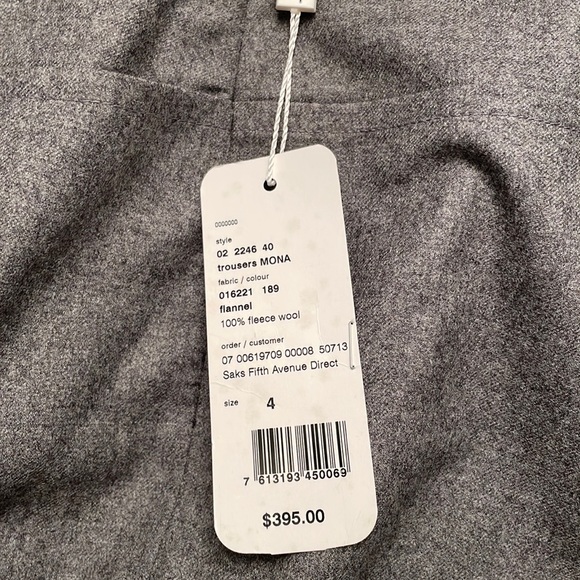 0000000
style
02 2246 40
trousers MONA
fabric / colour
016221 189
flannel
100% fleece wool
order / customer
07 00619709 00008 50713
Saks Fifth Avenue Direct
size 4
7 613193 450069
$395.00